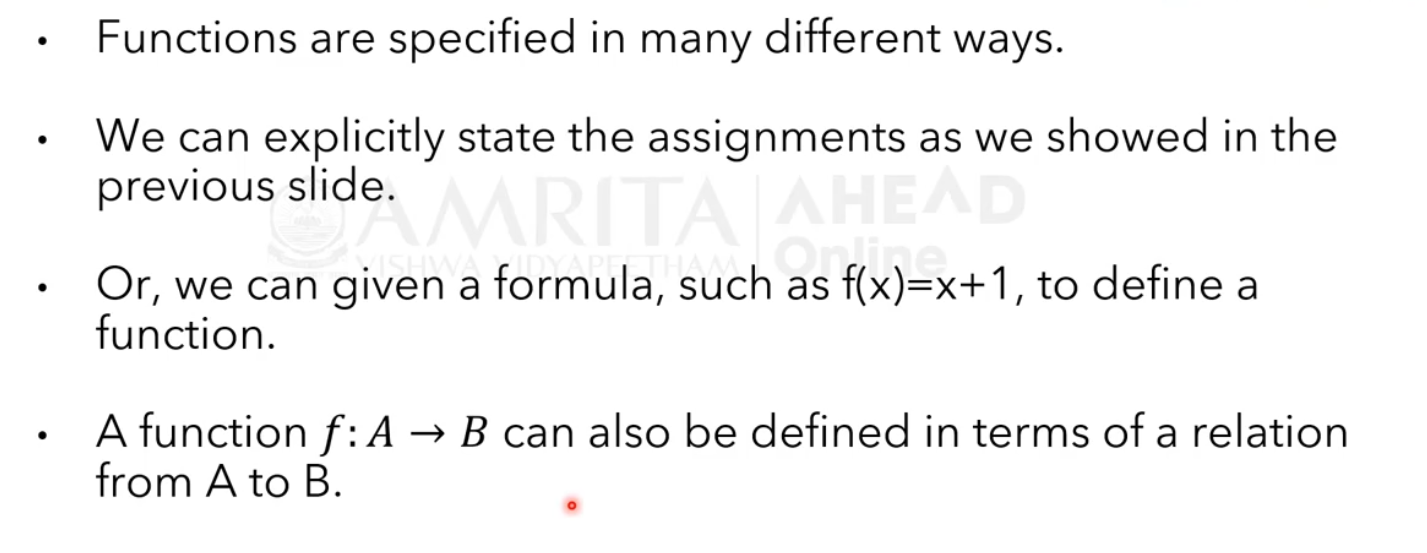 • Functions are specified in many different ways.
• We can explicitly state the assignments as we showed in the
previous slide.
AMRITA AHEAD
VISHWA VIDYAPEETHAM Online
• Or, we can given a formula, such as f(x)=x+1, to define a
function.
• A function f: A → B can also be defined in terms of a relation
from A to B.